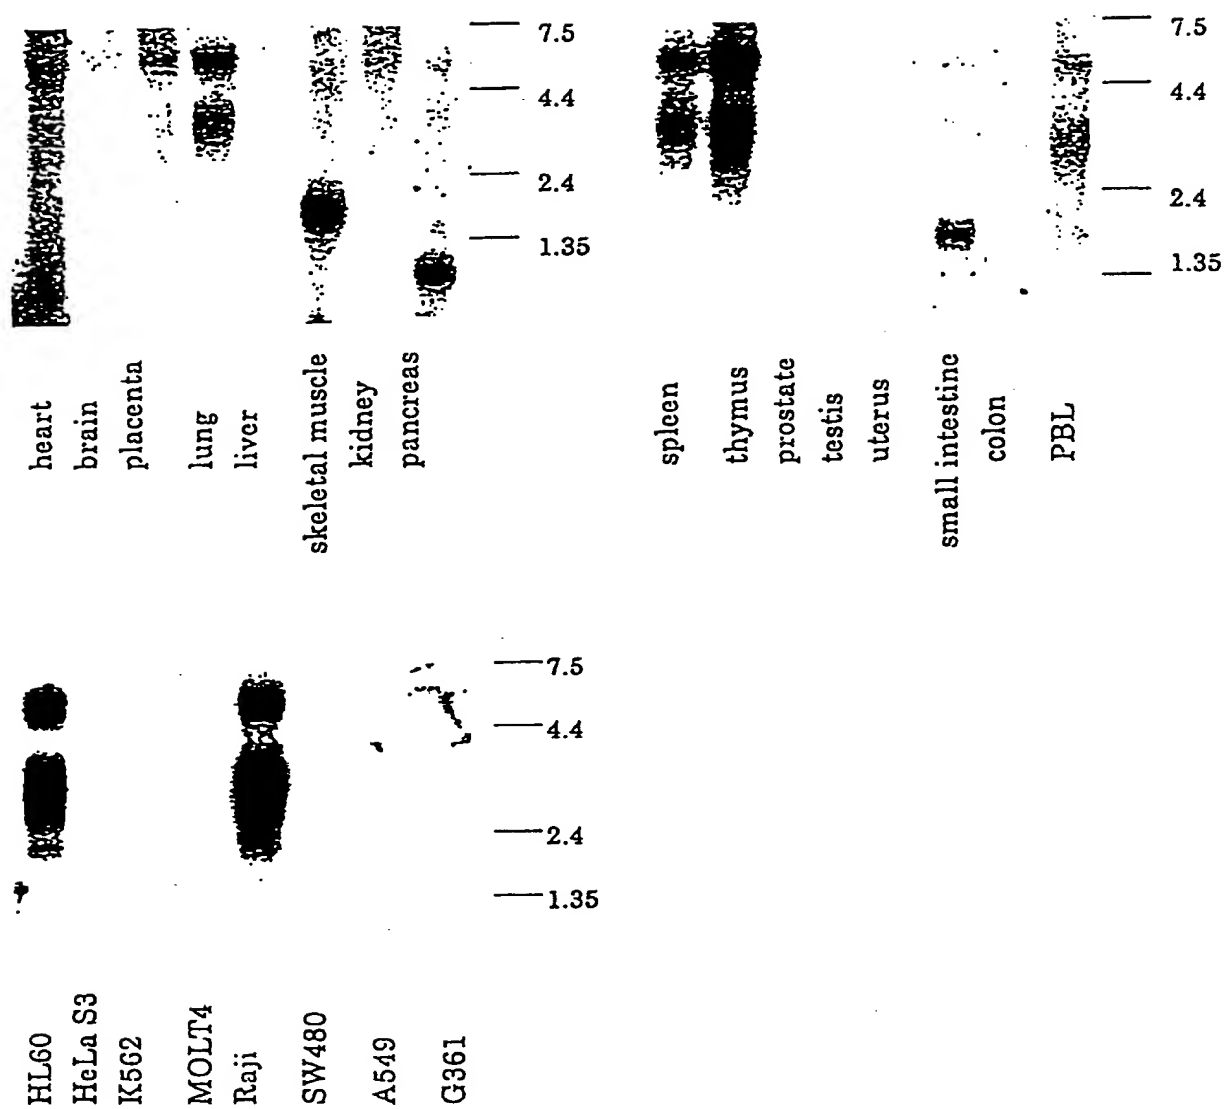 7.5
4.4
2.4
1.35
heart
brain
placenta
lung
liver
skeletal muscle
kidney
pancreas
7.5
4.4
2.4
1.35
spleen
thymus
prostate
testis
uterus
small intestine
colon
PBL
7.5
4.4
2.4
1.35
HL60
HeLa S3
K562
MOLT4
Raji
SW480
A549
G361